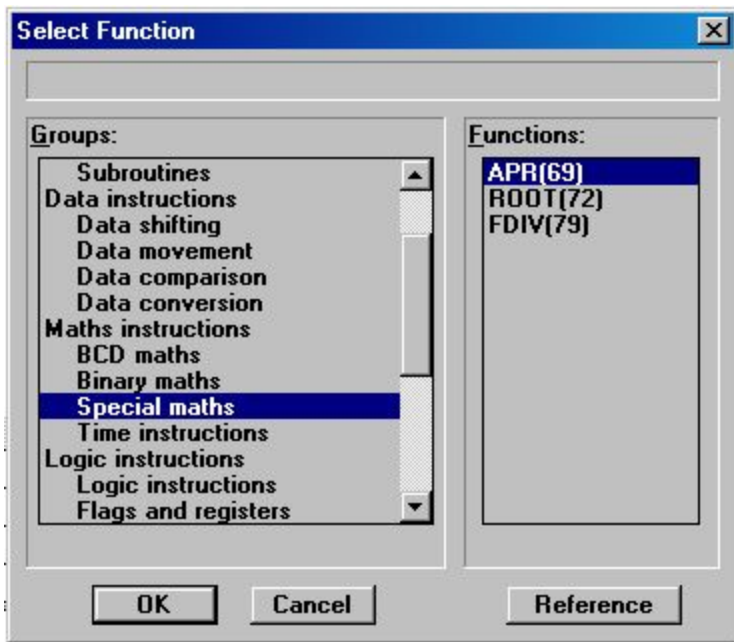 Select Function
Groups:
Subroutines
Data instructions
Data shifting
Data movement
Data comparison
Data conversion
Maths instructions
BCD maths
Binary maths
Special maths
Time instructions
Logic instructions
Logic instructions
Flags and registers
Functions:
APR(69)
ROOT(72)
FDIV(79)
OK
Cancel
Reference